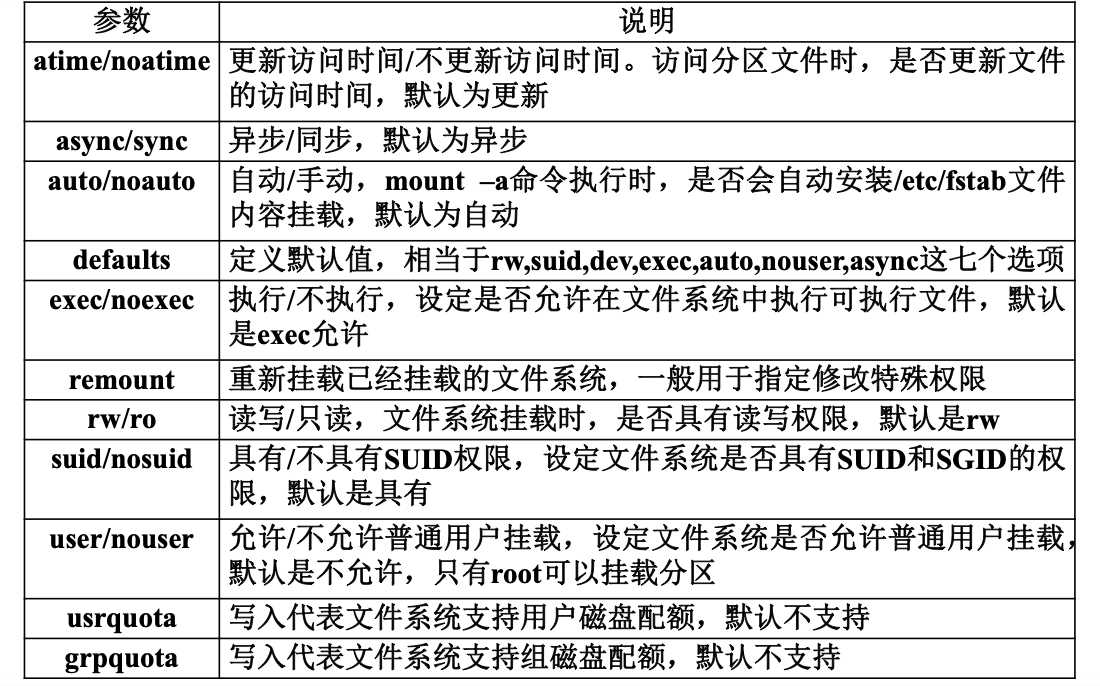 参数 说明
atime/noatime 更新访问时间/不更新访问时间。访问分区文件时，是否更新文件
的访问时间，默认为更新
async/sync 异步/同步，默认为异步
auto/noauto 自动/手动，mount –a命令执行时，是否会自动安装/etc/fstab文件
内容挂载，默认为自动
defaults 定义默认值，相当于rw,suid,dev,exec,auto,nouser,async这七个选项
exec/noexec 执行/不执行，设定是否允许在文件系统中执行可执行文件，默认
是exec允许
remount 重新挂载已经挂载的文件系统，一般用于指定修改特殊权限
rw/ro 读写/只读，文件系统挂载时，是否具有读写权限，默认是rw
suid/nosuid 具有/不具有SUID权限，设定文件系统是否具有SUID和SGID的权
限，默认是具有
user/nouser 允许/不允许普通用户挂载，设定文件系统是否允许普通用户挂载，
默认是不允许，只有root可以挂载分区
usrquota 写入代表文件系统支持用户磁盘配额，默认不支持
grpquota 写入代表文件系统支持组磁盘配额，默认不支持